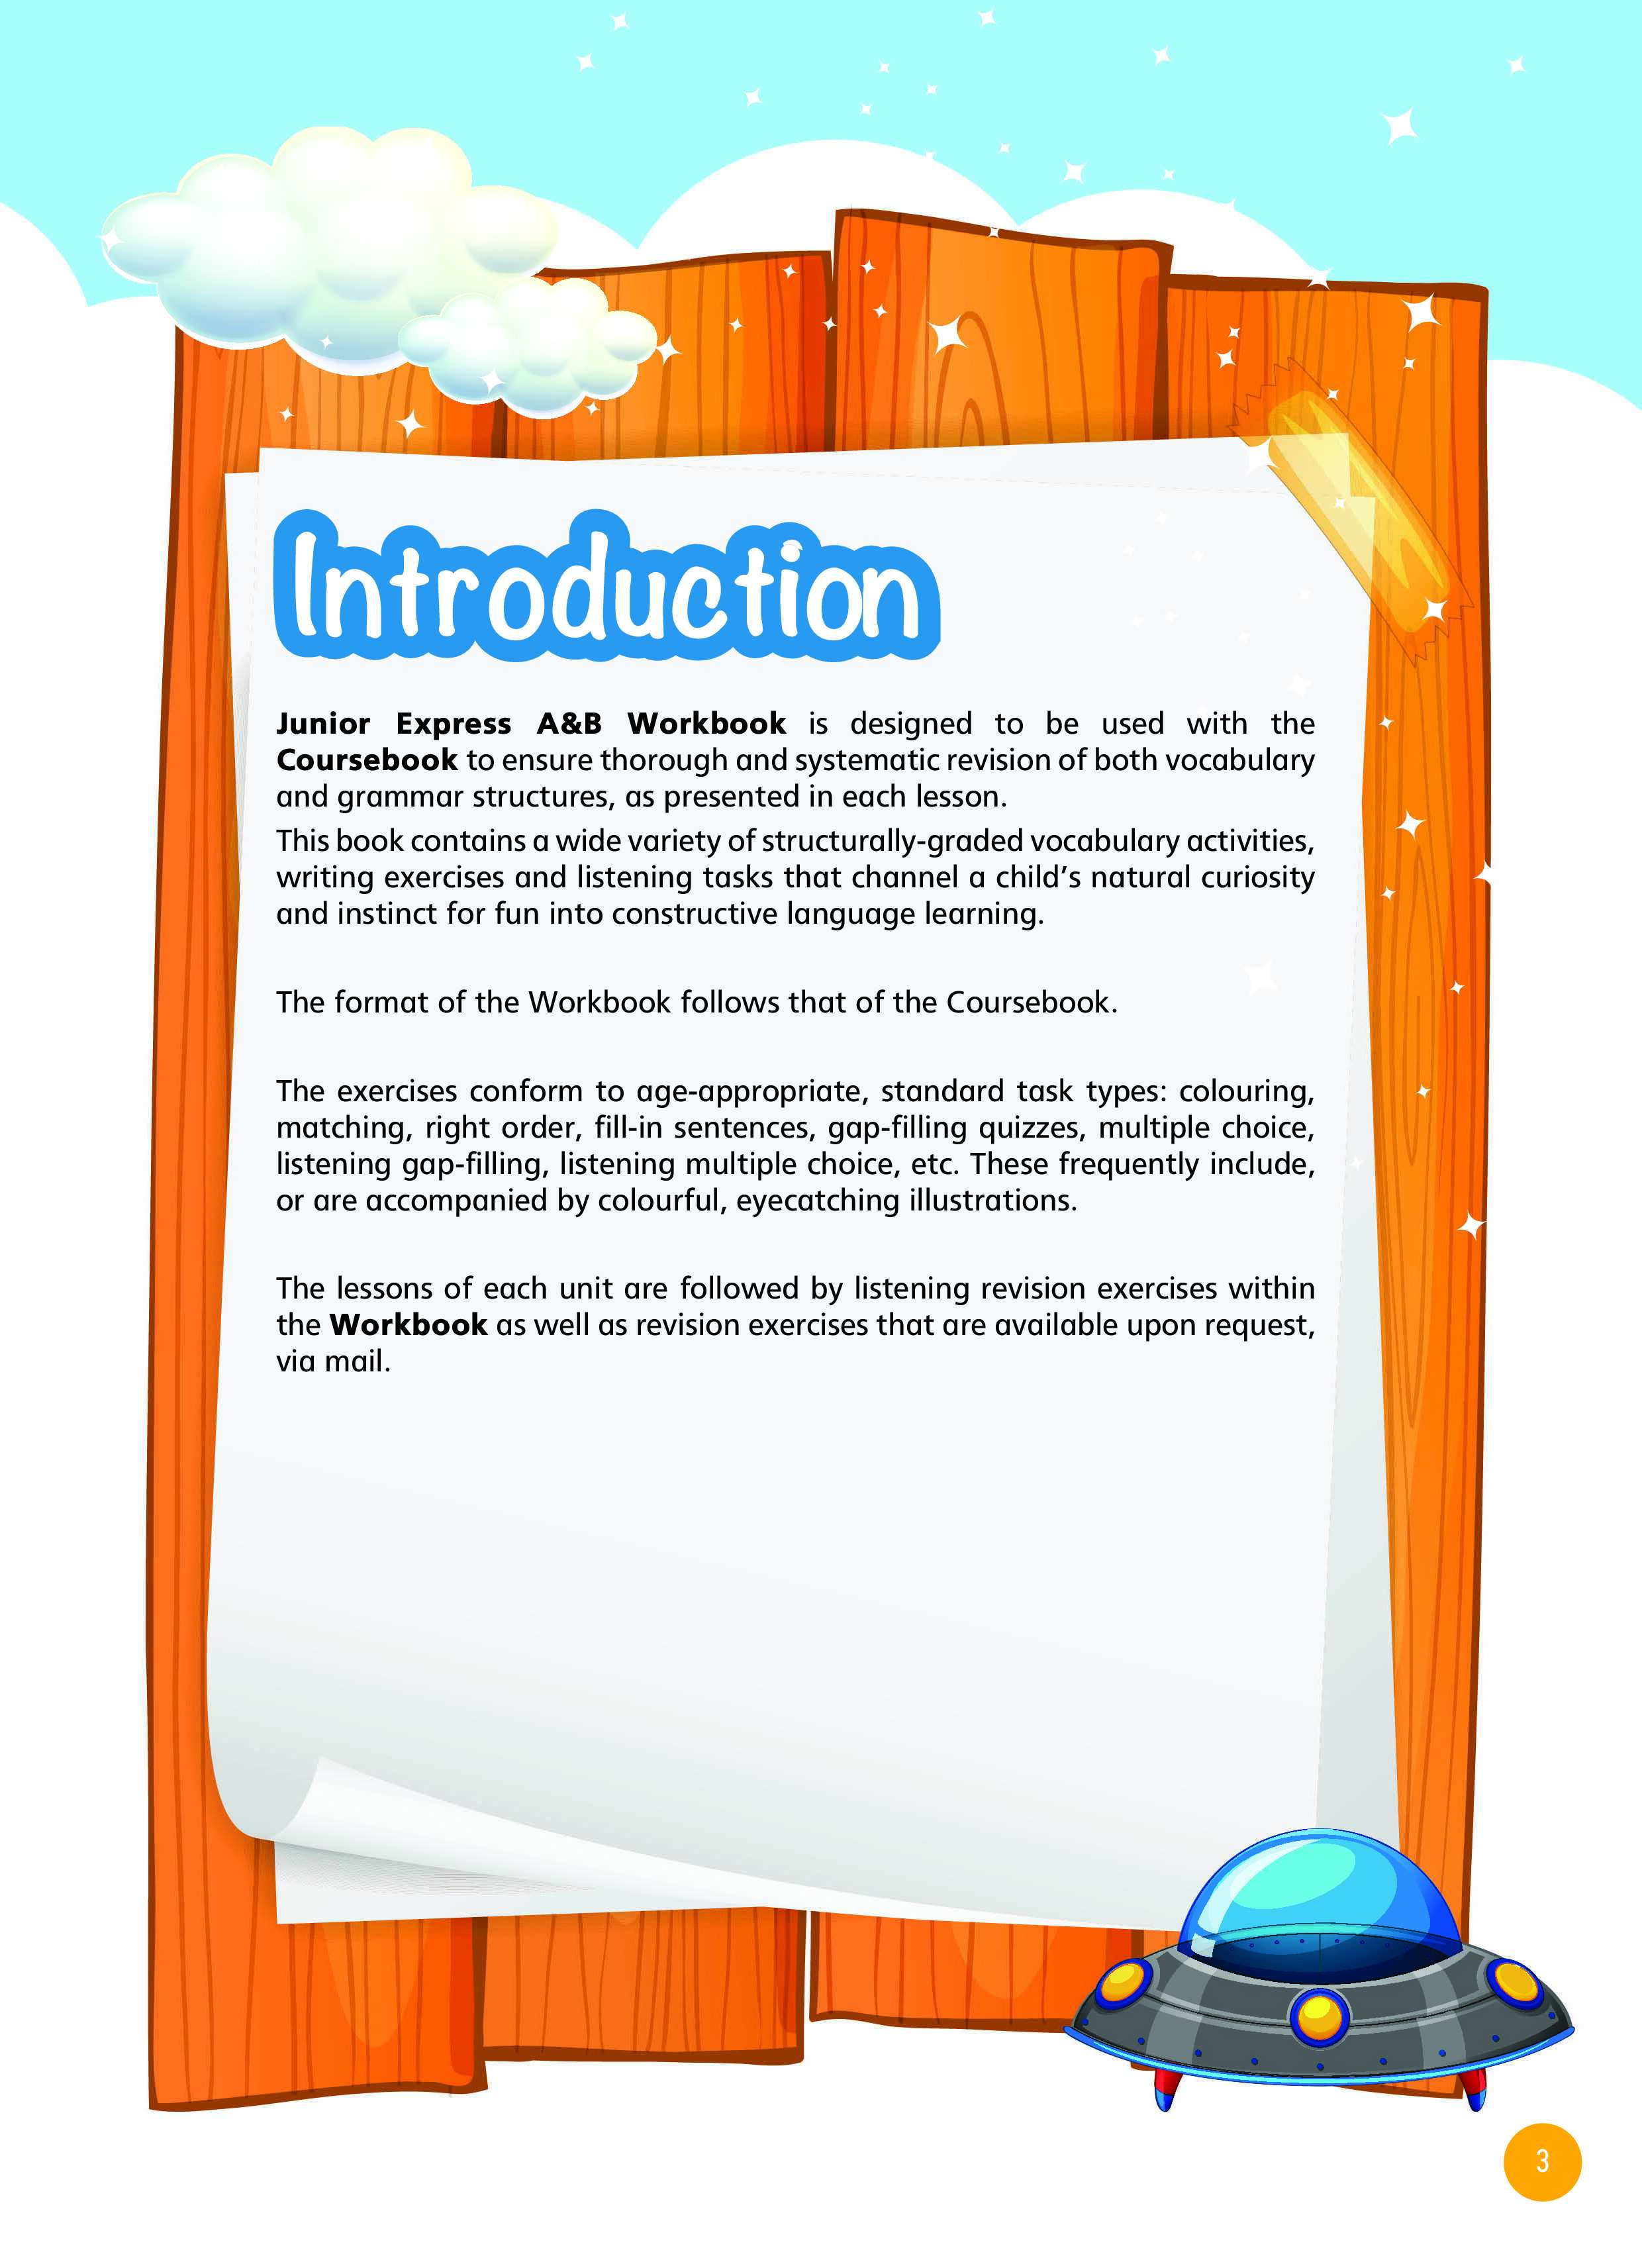 Introduction
Junior Express A&B Workbook is designed to be used with the
Coursebook to ensure thorough and systematic revision of both vocabulary
and grammar structures, as presented in each lesson.
This book contains a wide variety of structurally-graded vocabulary activities,
writing exercises and listening tasks that channel a child’s natural curiosity
and instinct for fun into constructive language learning.
The format of the Workbook follows that of the Coursebook.
The exercises conform to age-appropriate, standard task types: colouring,
matching, right order, fill-in sentences, gap-filling quizzes, multiple choice,
listening gap-filling, listening multiple choice, etc. These frequently include,
or are accompanied by colourful, eyecatching illustrations.
The lessons of each unit are followed by listening revision exercises within
the Workbook as well as revision exercises that are available upon request,
via mail.
3